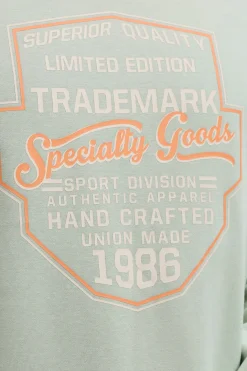 SUPERIOR QUALITY
LIMITED EDITION
TRADEMARK
Specialty Goods
SPORT DIVISION
AUTHENTIC APPAREL
HAND CRAFTED
UNION MADE
1986